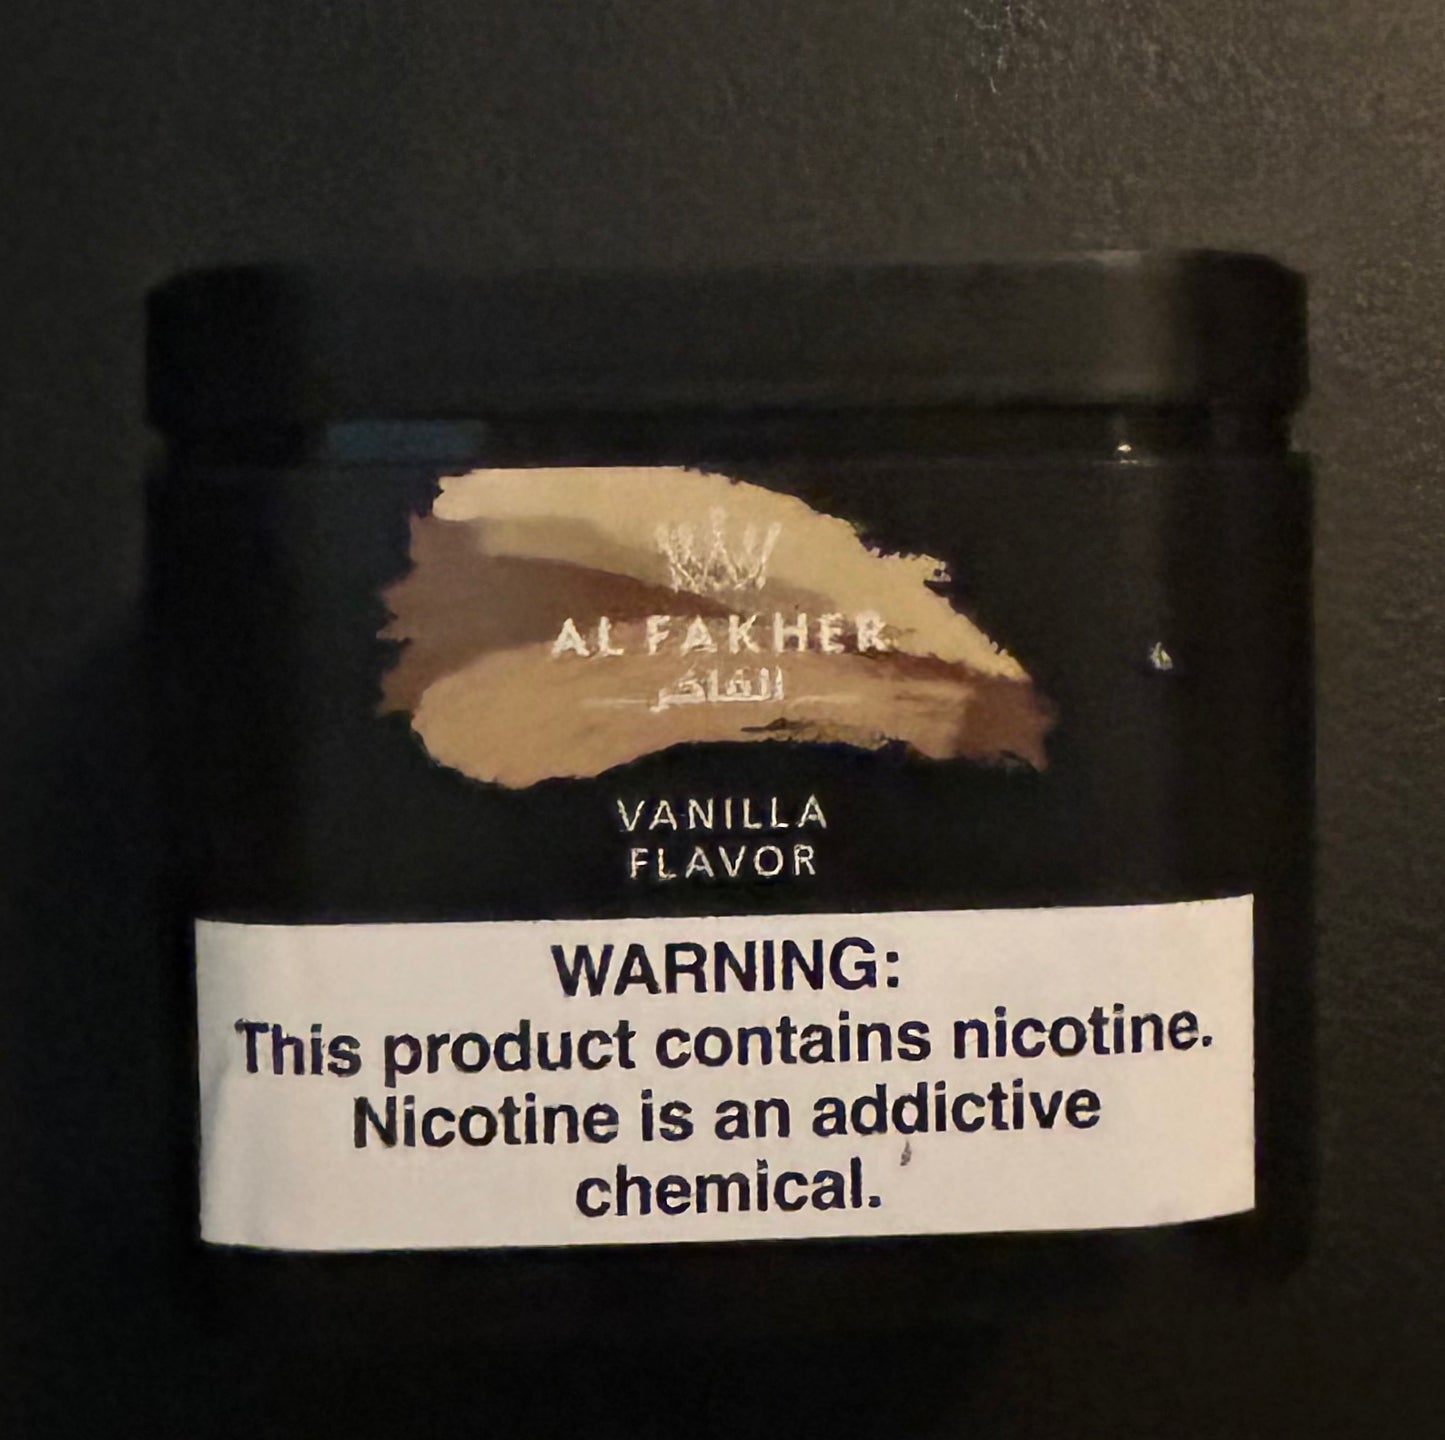 AL FAKHER
الفاخر
VANILLA
FLAVOR
WARNING:
This product contains nicotine.
Nicotine is an addictive
chemical.